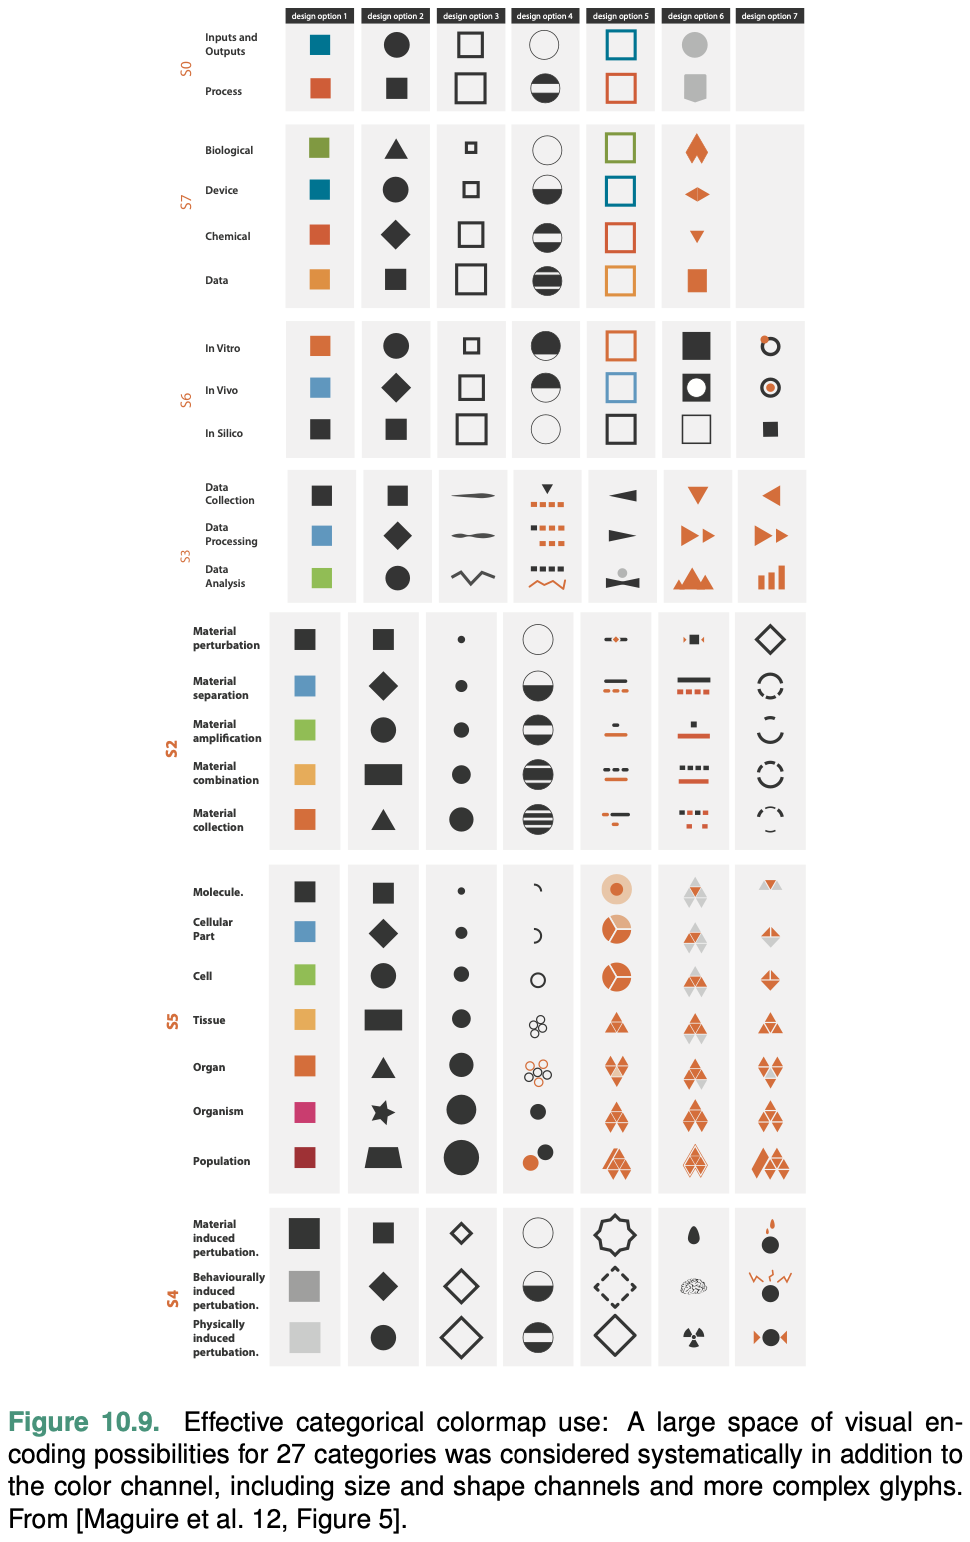 design option 1 design option 2 design option 3 design option 4 design option 5 design option 6 design option 7
S0
Inputs and
Outputs
Process
S7
Biological
Device
Chemical
Data
S6
In Vitro
In Vivo
In Silico
S3
Data
Collection
Data
Processing
Data
Analysis
S2
Material
perturbation
Material
separation
Material
amplification
Material
combination
Material
collection
S5
Molecule.
Cellular
Part
Cell
Tissue
Organ
Organism
Population
S4
Material
induced
pertubation.
Behaviourally
induced
pertubation.
Physically
induced
pertubation.
Figure 10.9. Effective categorical colormap use: A large space of visual en-
coding possibilities for 27 categories was considered systematically in addition to
the color channel, including size and shape channels and more complex glyphs.
From [Maguire et al. 12, Figure 5].